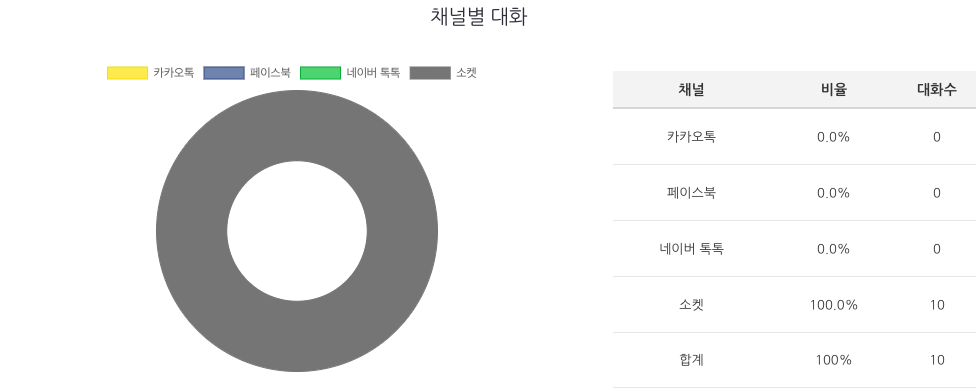 채널별 대화
카카오톡 페이스북 네이버 톡톡 소켓
채널 비율 대화수
카카오톡 0.0% 0
페이스북 0.0% 0
네이버 톡톡 0.0% 0
소켓 100.0% 10
합계 100% 10